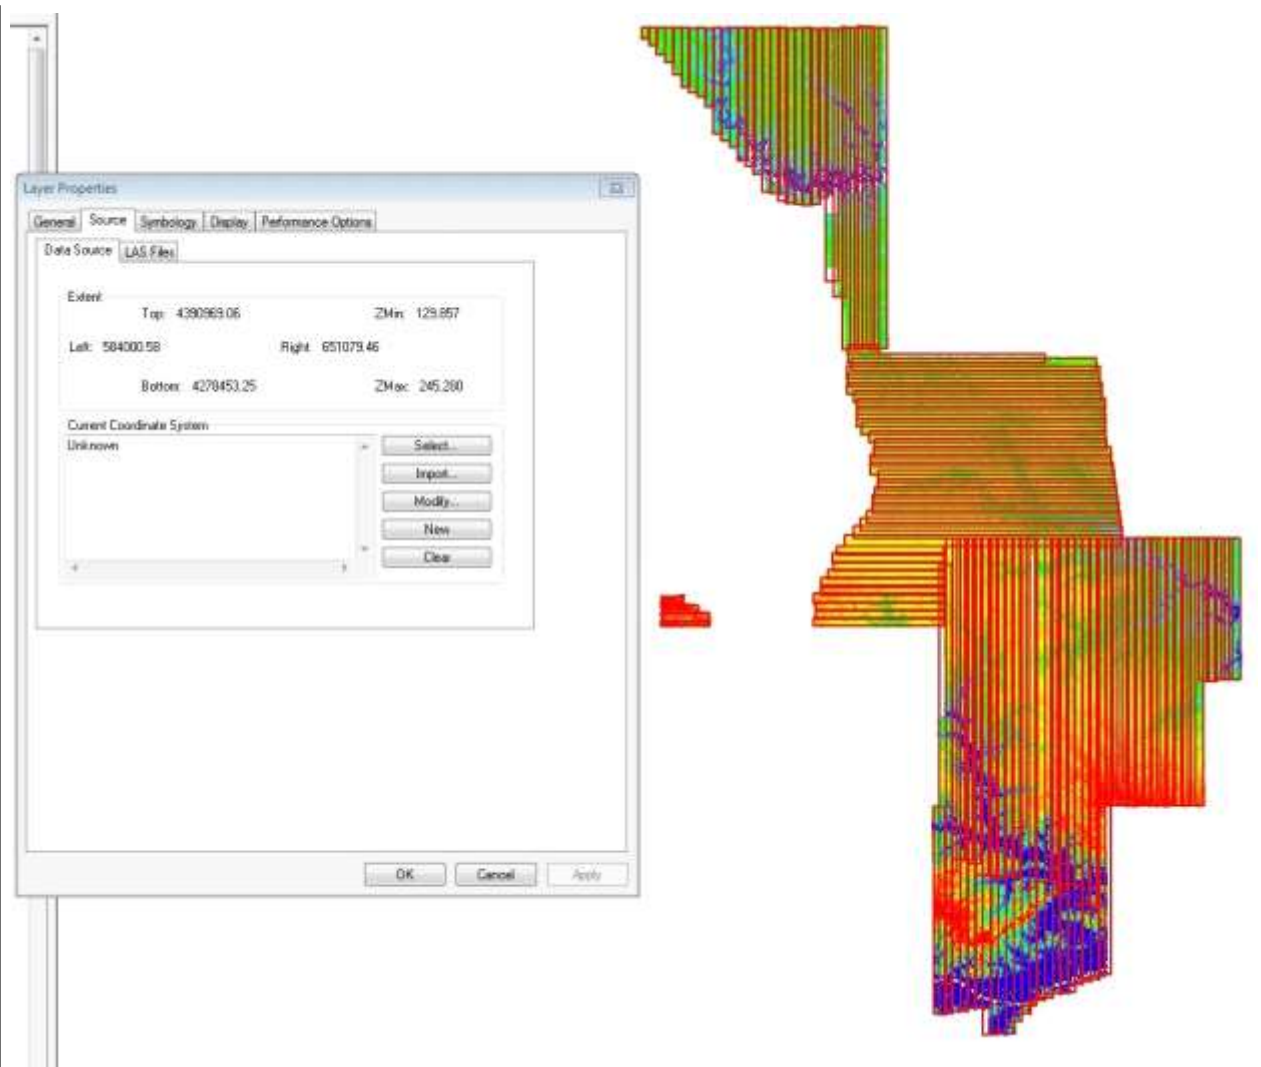 Layer Properties
General Source Symbology Display Performance Options
Data Source LAS Files
Extent
Top: 4390969.06 ZMin: 129.857
Left: 584000.58 Right: 651079.46
Bottom: 4278453.25 ZMax: 245.280
Current Coordinate System
Unknown
Select...
Import...
Modify...
New
Clear
OK Cancel Apply